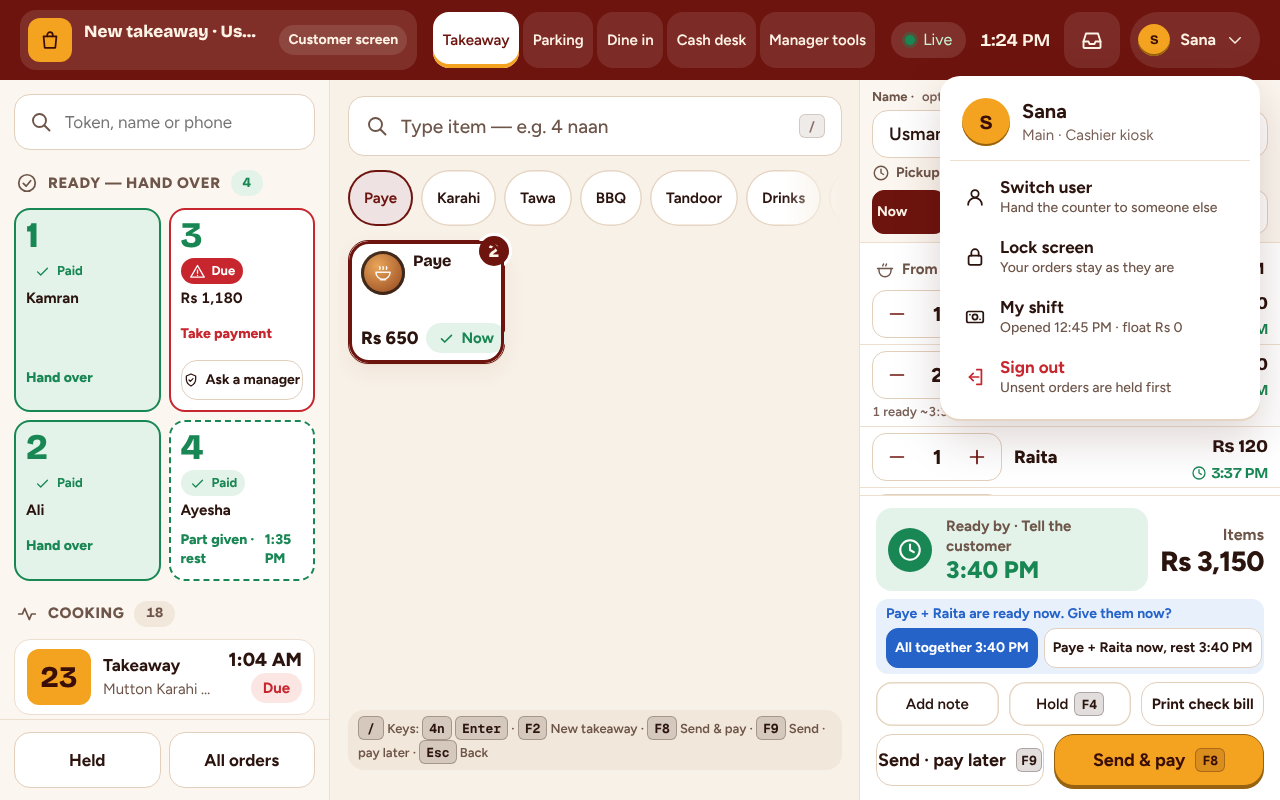 New takeaway · Us...
Customer screen
Takeaway
Parking
Dine in
Cash desk
Manager tools
Live
1:24 PM
S
Sana
Token, name or phone
READY — HAND OVER
4
1
Paid
Kamran
Hand over
3
Due
Rs 1,180
Take payment
Ask a manager
2
Paid
Ali
Hand over
4
Paid
Ayesha
Part given · rest
1:35 PM
COOKING
18
23
Takeaway
Mutton Karahi ...
1:04 AM
Due
Held
All orders
Type item — e.g. 4 naan
/
Paye
Karahi
Tawa
BBQ
Tandoor
Drinks
Paye
2
Rs 650
Now
/ Keys: 4n Enter · F2 New takeaway · F8 Send & pay · F9 Send ·
pay later · Esc Back
Name ·
Usman
Pickup
Now
From
1
2
1 ready
S
Sana
Main · Cashier kiosk
Switch user
Hand the counter to someone else
Lock screen
Your orders stay as they are
My shift
Opened 12:45 PM · float Rs 0
Sign out
Unsent orders are held first
1
Raita
Rs 120
3:37 PM
Ready by · Tell the
customer
3:40 PM
Items
Rs 3,150
Paye + Raita are ready now. Give them now?
All together 3:40 PM
Paye + Raita now, rest 3:40 PM
Add note
Hold F4
Print check bill
Send · pay later F9
Send & pay F8